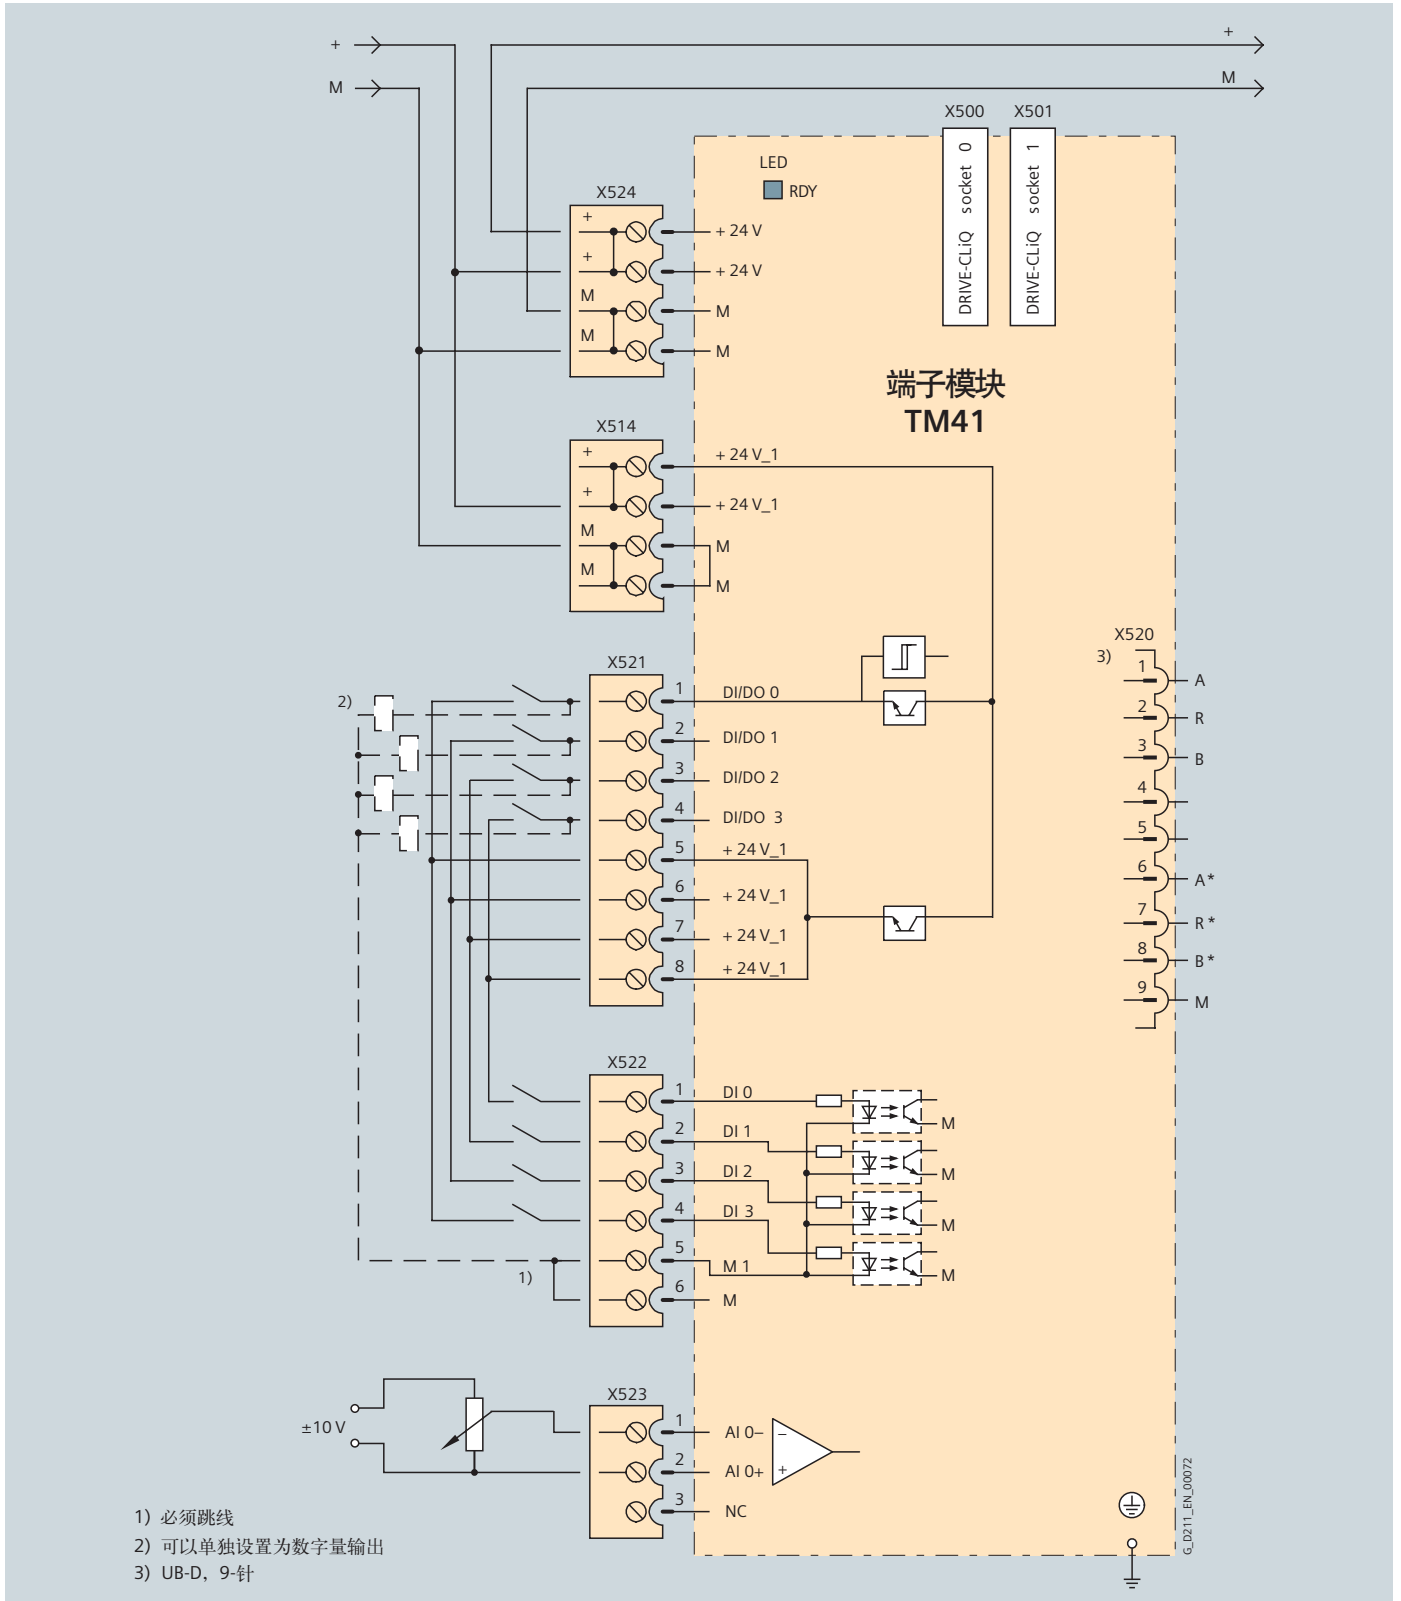 +
+
M
M
X500
X501
DRIVE-CLiQ socket 0
DRIVE-CLiQ socket 1
LED
RDY
X524
+
+ 24 V
+
+ 24 V
M
M
M
M
端子模块
TM41
X514
+
+ 24 V_1
+
+ 24 V_1
M
M
M
M
X520
3)
1
A
2
R
3
B
4
5
6
A*
7
R*
8
B*
9
M
X521
2)
1
DI/DO 0
2
DI/DO 1
3
DI/DO 2
4
DI/DO 3
5
+ 24 V_1
6
+ 24 V_1
7
+ 24 V_1
8
+ 24 V_1
X522
1
DI 0
M
2
DI 1
M
3
DI 2
M
4
DI 3
M
5
M 1
1)
6
M
X523
±10 V
1
AI 0–
–
2
AI 0+
+
3
NC
G_D211_EN_00072
1) 必须跳线
2) 可以单独设置为数字量输出
3) UB-D，9-针